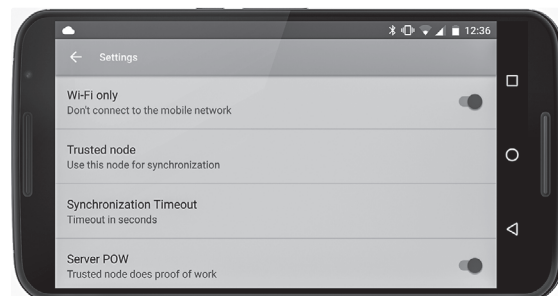 12:36
Settings
Wi-Fi only
Don't connect to the mobile network
Trusted node
Use this node for synchronization
Synchronization Timeout
Timeout in seconds
Server POW
Trusted node does proof of work